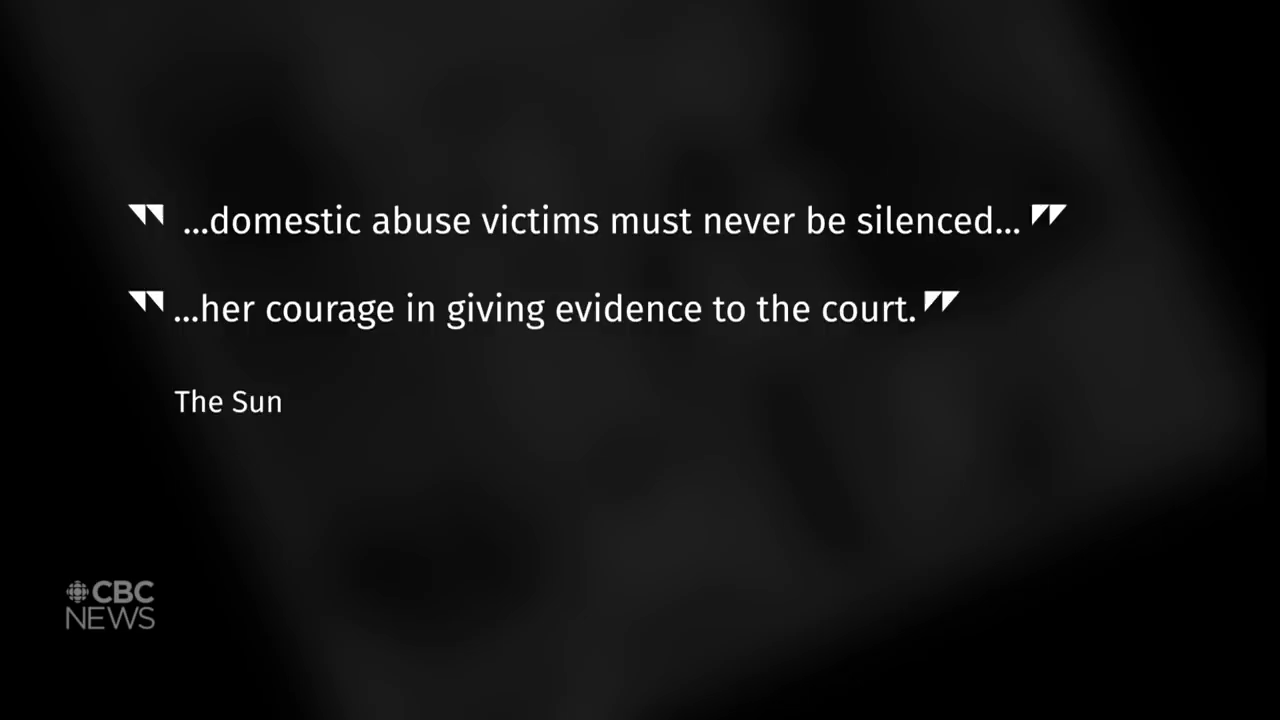 "...domestic abuse victims must never be silenced..."
"...her courage in giving evidence to the court."
The Sun
CBC
NEWS